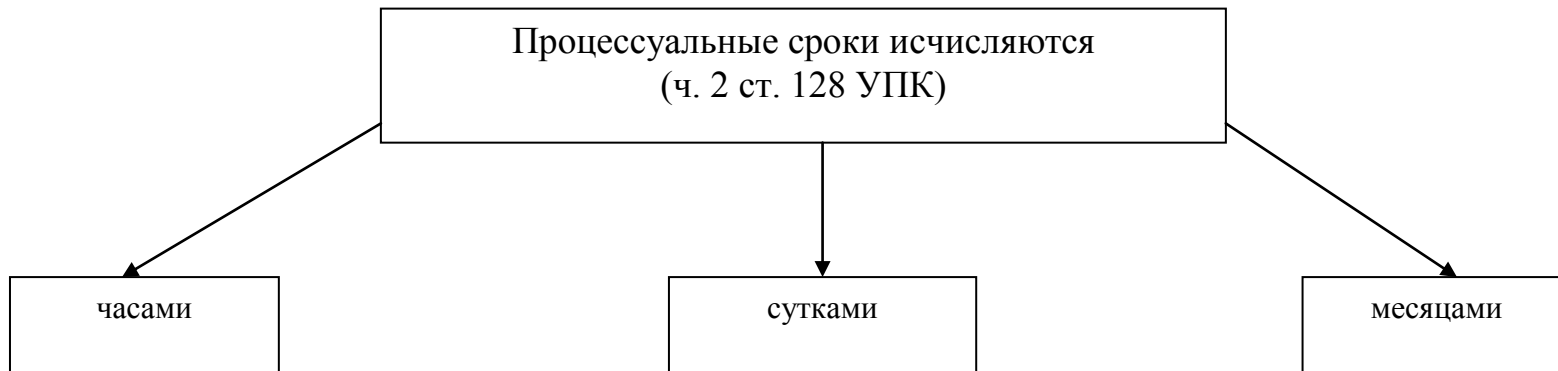 Процессуальные сроки исчисляются
(ч. 2 ст. 128 УПК)
часами
сутками
месяцами